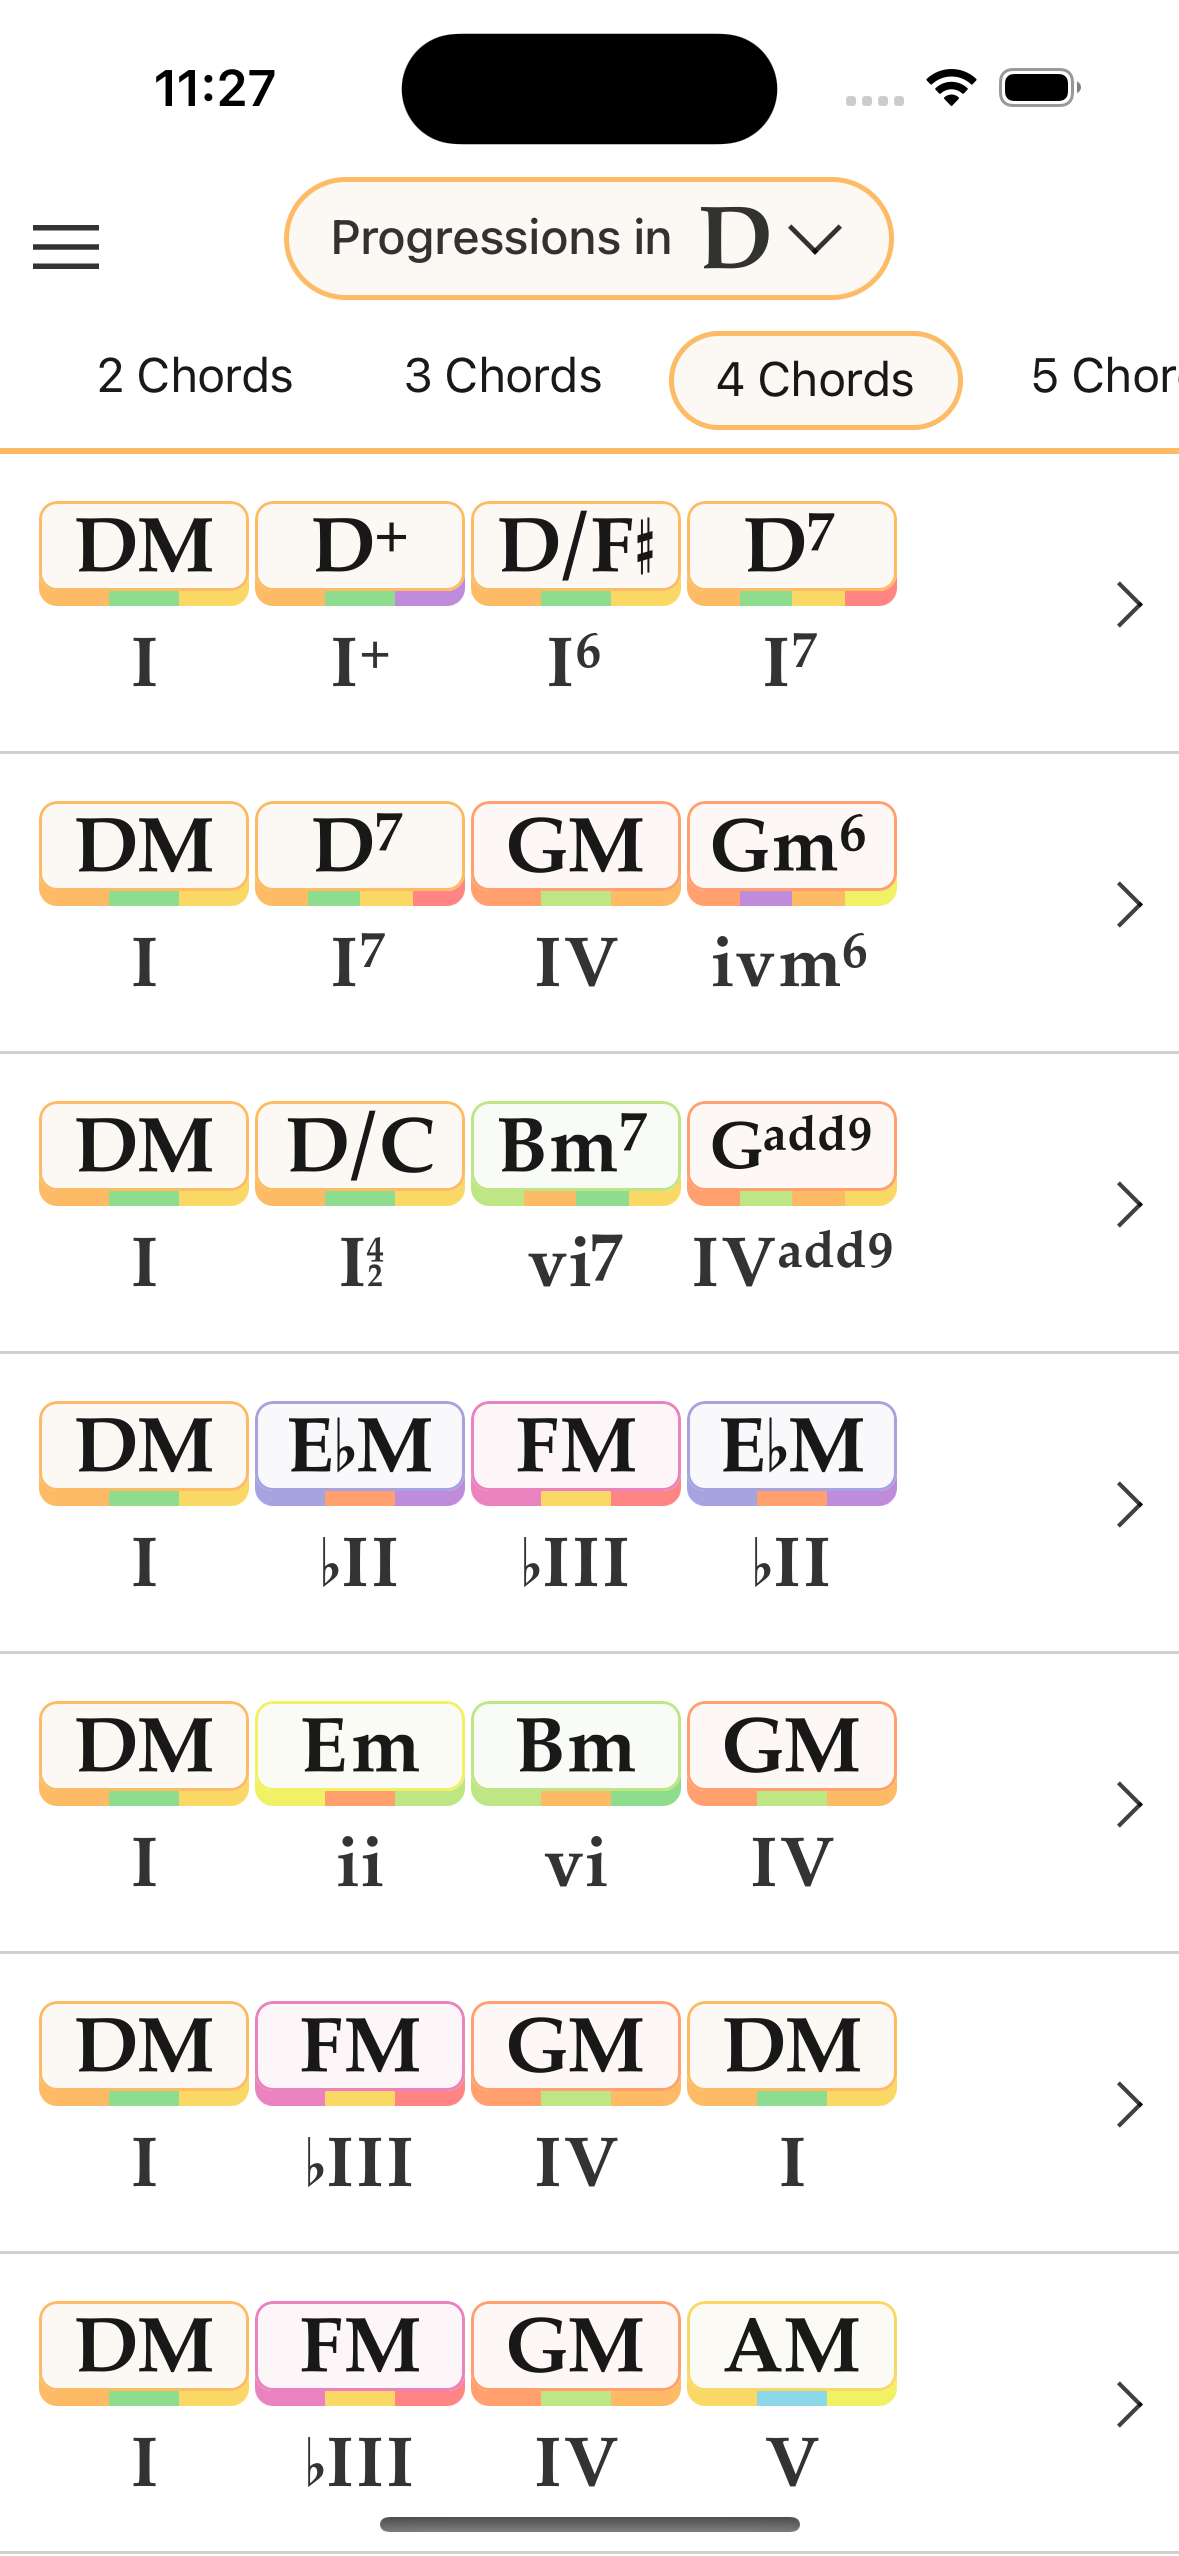 11:27
Progressions in D
2 Chords 3 Chords 4 Chords 5 Chor
DM D+ D/F♯ D⁷
I I+ I⁶ I⁷
DM D⁷ GM Gm⁶
I I⁷ IV ivm⁶
DM D/C Bm⁷ Gadd9
I I42 vi7 IVadd9
DM E♭M FM E♭M
I ♭II ♭III ♭II
DM Em Bm GM
I ii vi IV
DM FM GM DM
I ♭III IV I
DM FM GM AM
I ♭III IV V